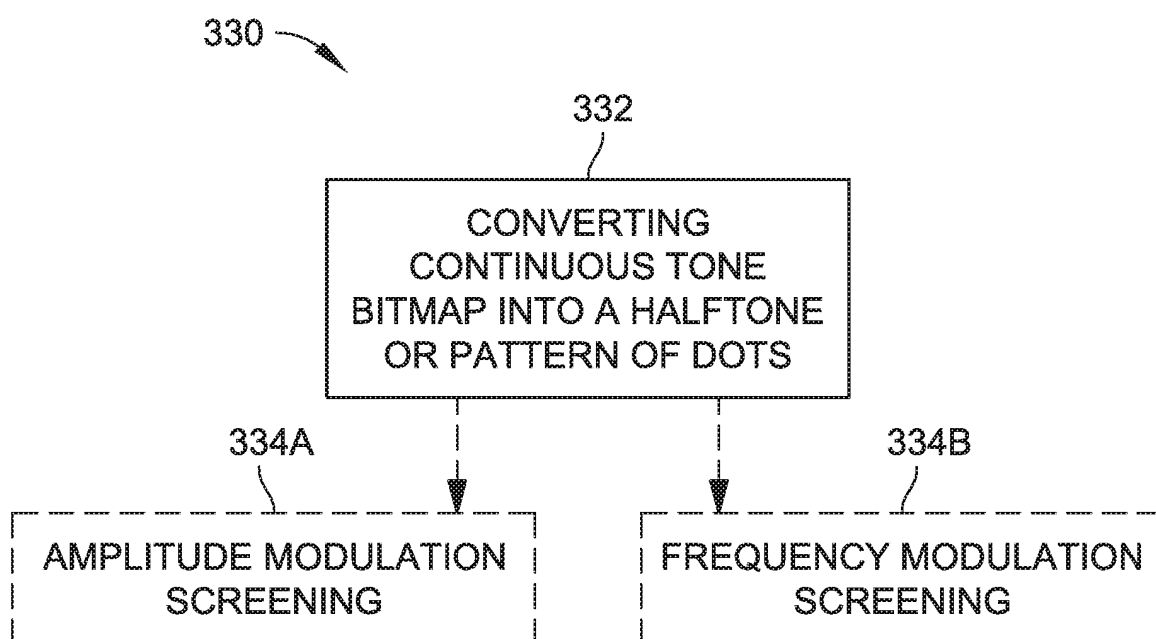 330
332
CONVERTING
CONTINUOUS TONE
BITMAP INTO A HALFTONE
OR PATTERN OF DOTS
334A
334B
AMPLITUDE MODULATION
SCREENING
FREQUENCY MODULATION
SCREENING